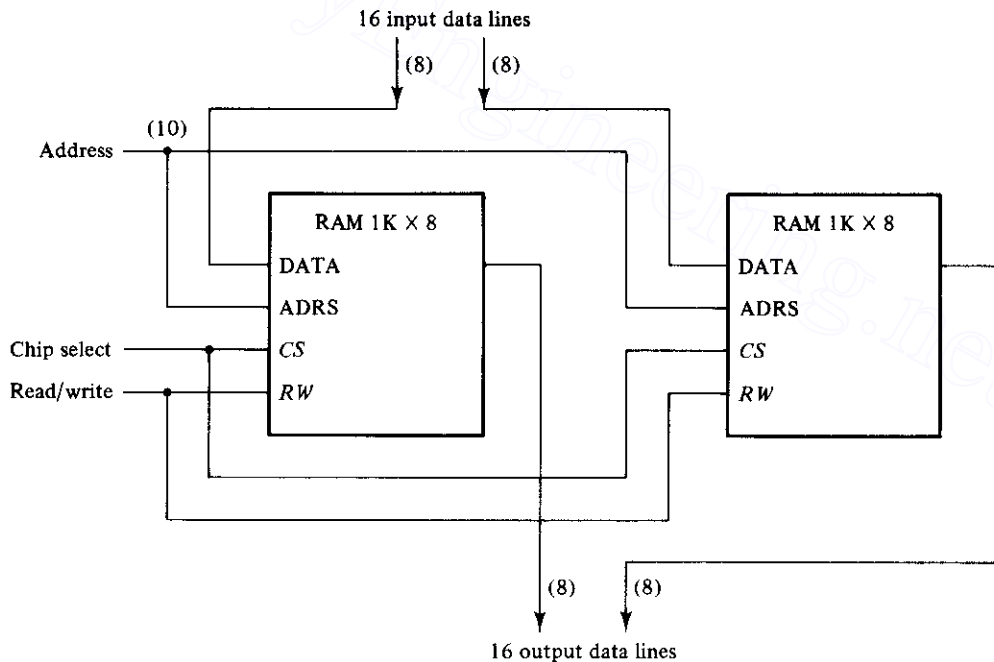 16 input data lines
(8) (8)
(10)
Address
RAM 1K × 8 RAM 1K × 8
DATA DATA
ADRS ADRS
Chip select CS CS
Read/write RW RW
(8) (8)
16 output data lines